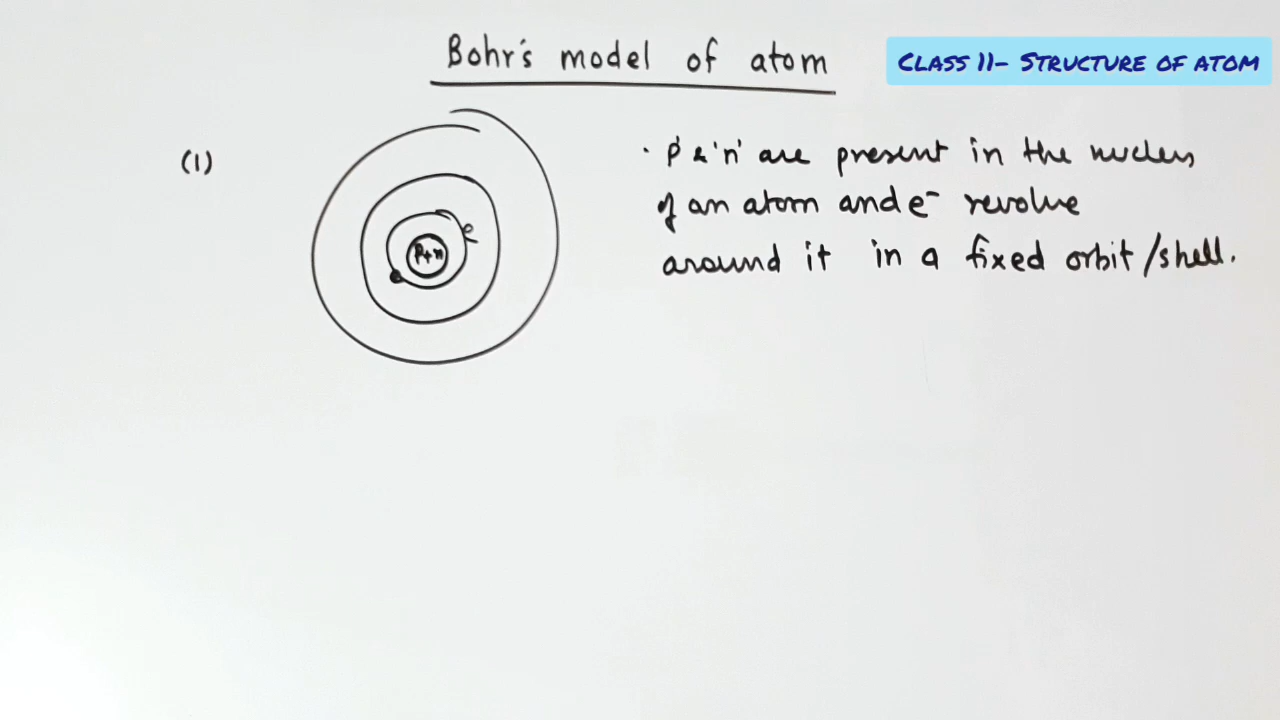 Bohr's model of atom
CLASS 11- STRUCTURE OF ATOM
(1)
P+n
e
· 'p' & 'n' are present in the nucleus
of an atom and e⁻ revolve
around it in a fixed orbit/shell.